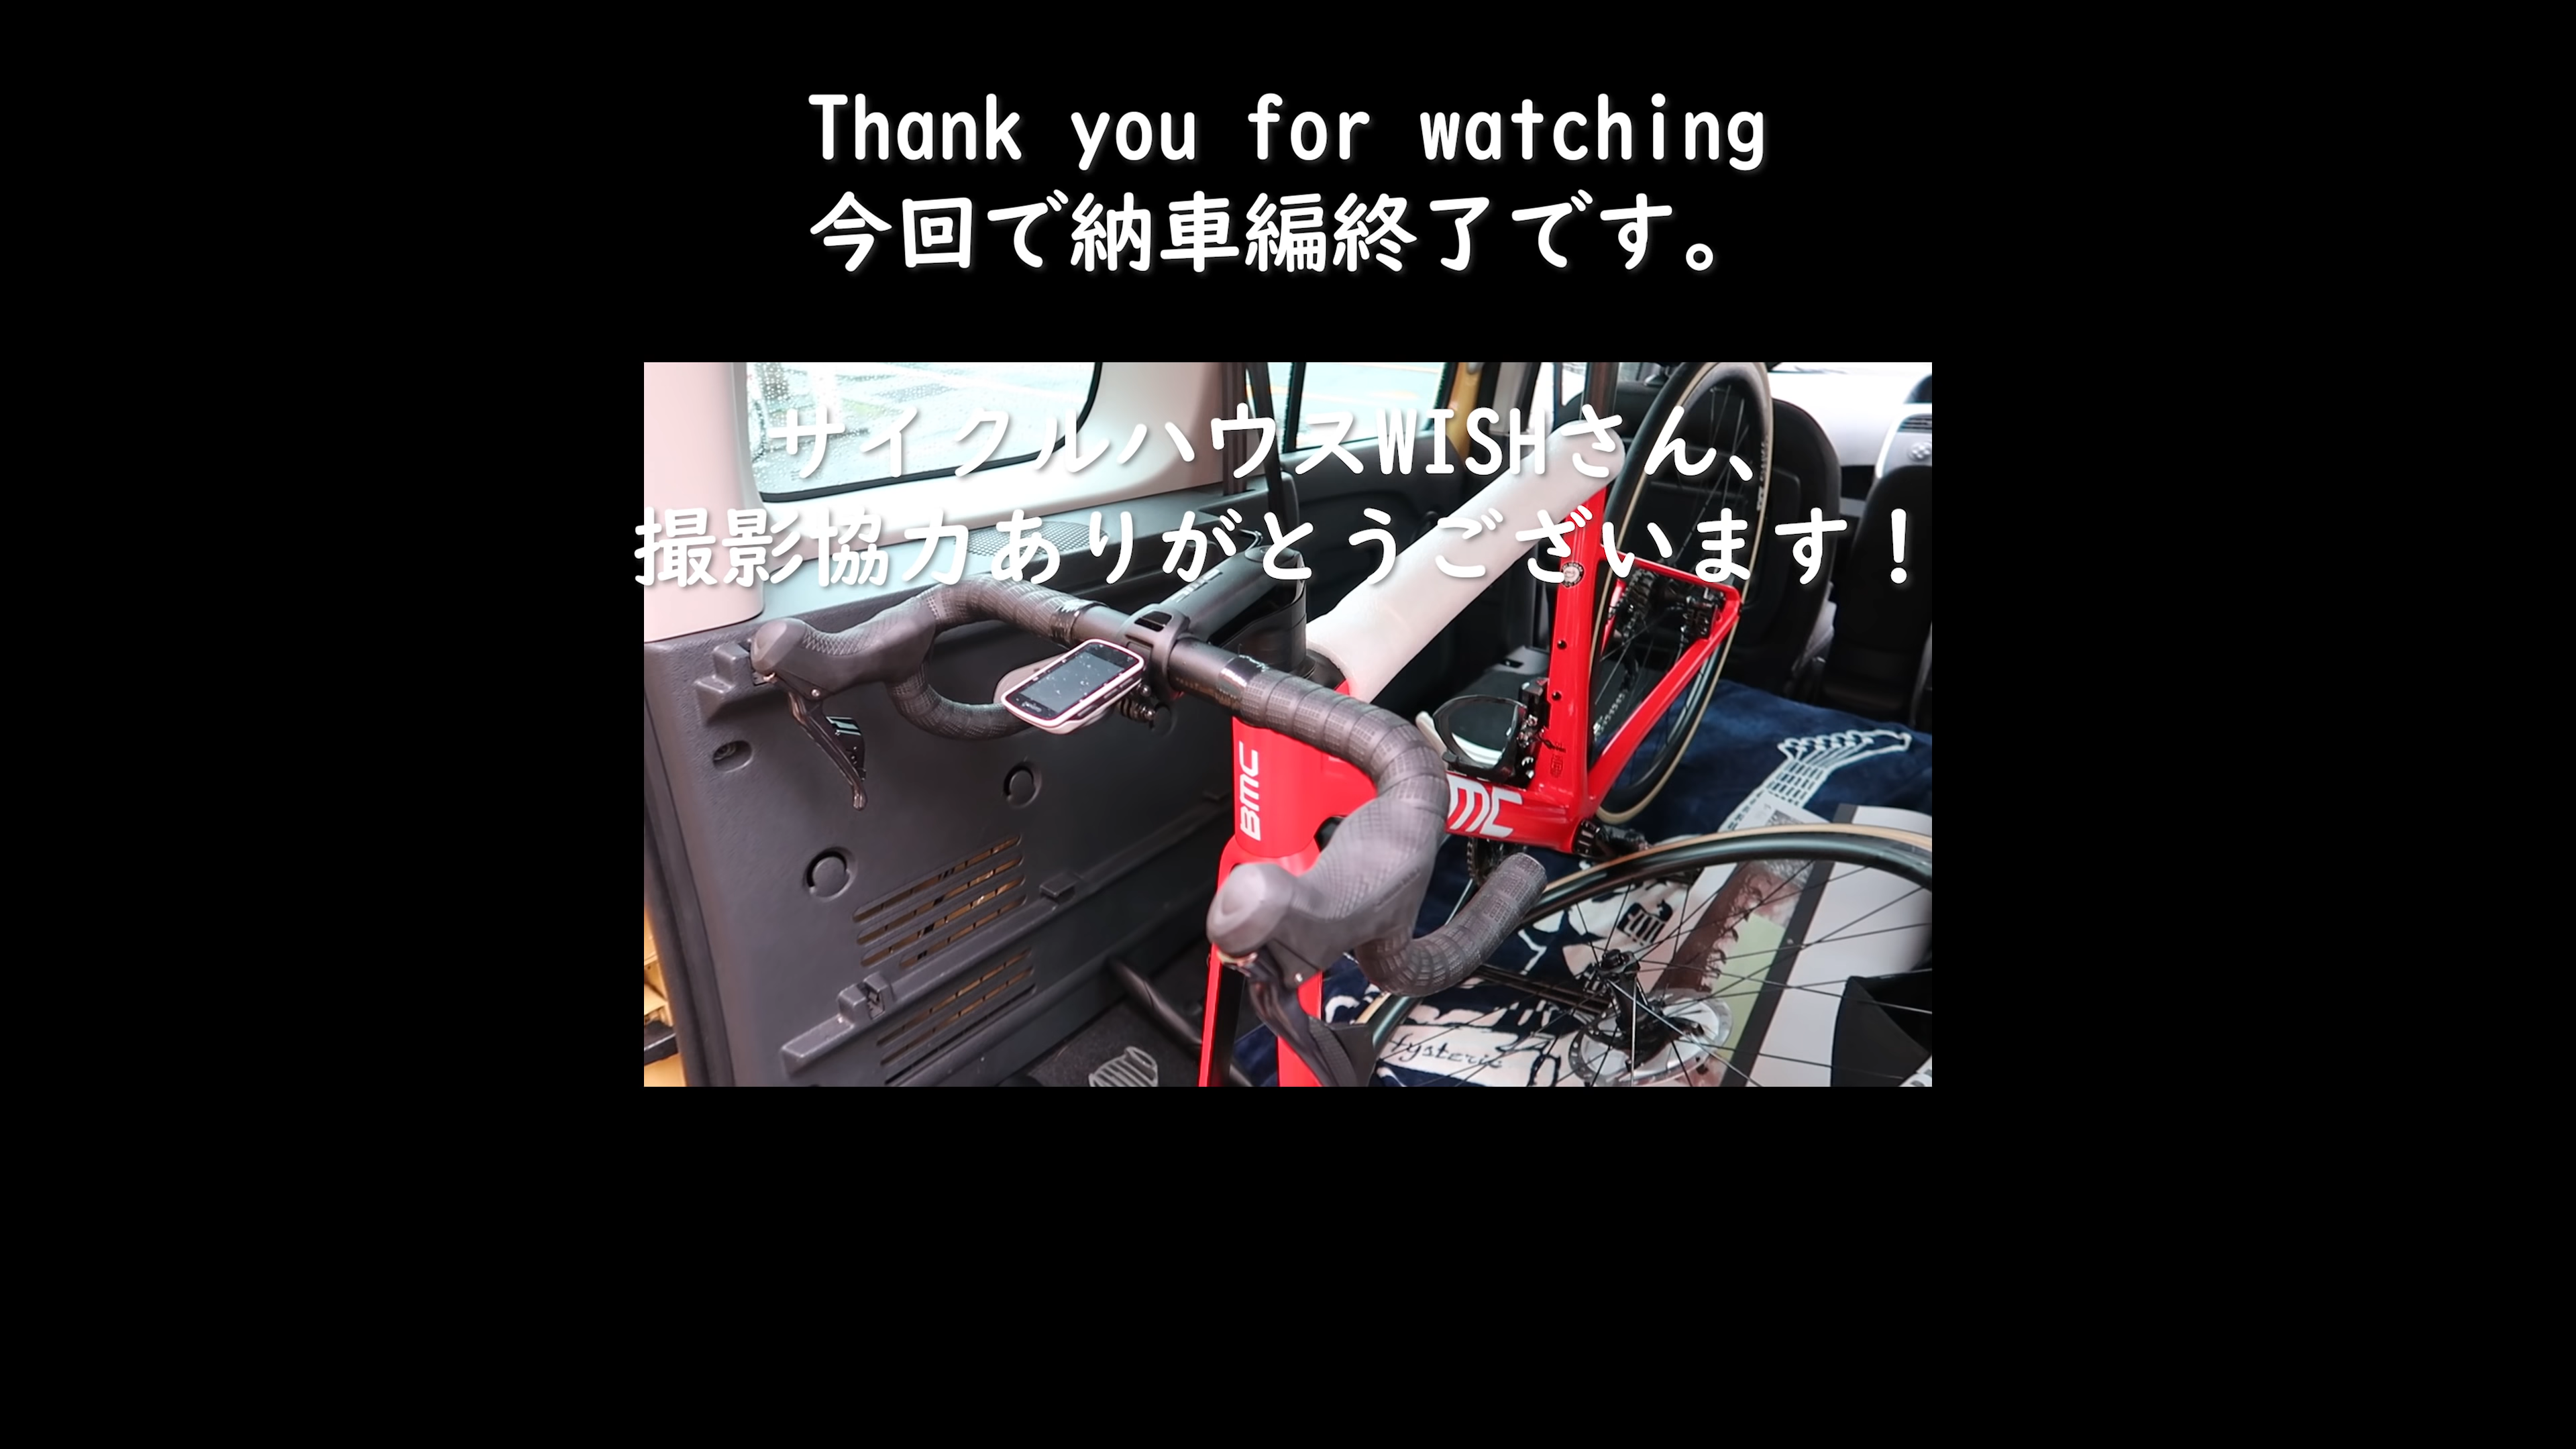 Thank you for watching
今回で納車編終了です。
サイクルハウスWISHさん、
撮影協力ありがとうございます！
BMC
MC
Hysteric